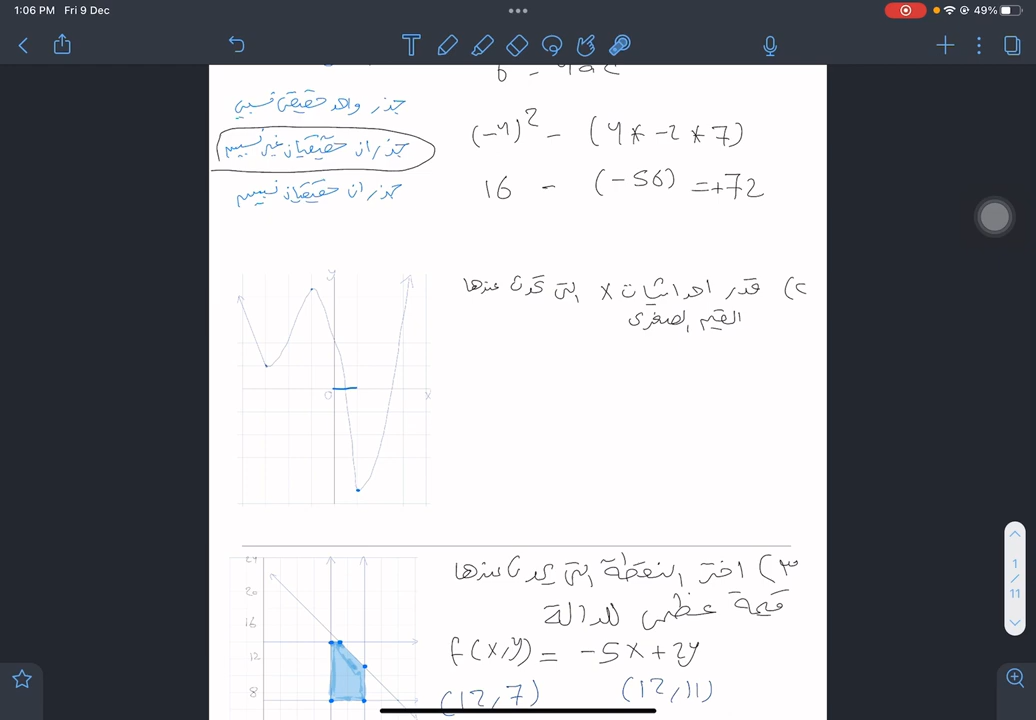 1:06 PM Fri 9 Dec
49%
T
جذر واحد حقيقي نسبي
جذران حقيقيان غير نسبيين
جذران حقيقيان نسبيين
(-4)² - (4 * -2 * 7)
16 - (-56) = +72
٢) قدر احداثيات x التي تكون عندها
القيم الصغرى
y
0
x
٣) اختر النقطة التي يكون عندها
قيمة عظمى للدالة
f(x,y) = -5x+2y
(12,7) (12,11)
24
20
16
12
8
1
/
11